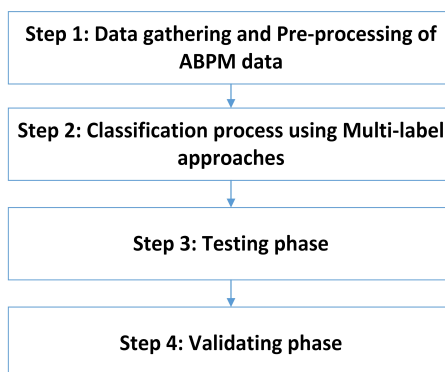 Step 1: Data gathering and Pre-processing of
ABPM data
Step 2: Classification process using Multi-label
approaches
Step 3: Testing phase
Step 4: Validating phase